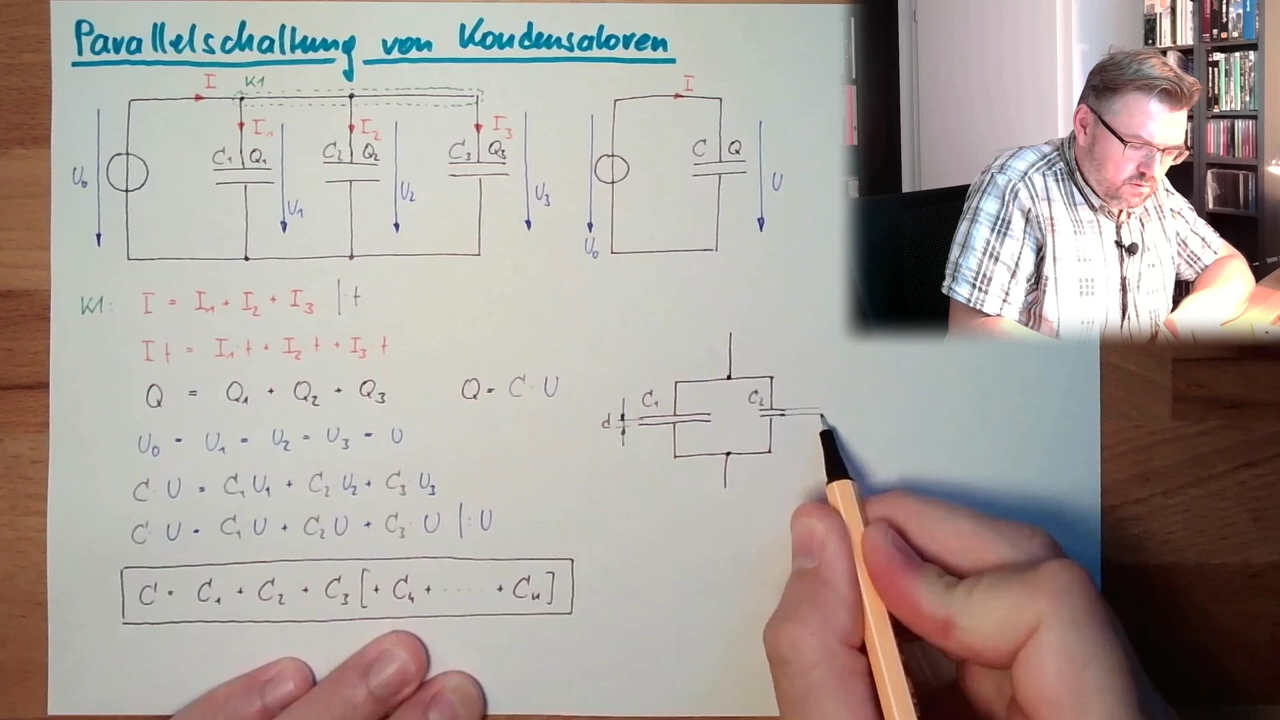 Parallelschaltung von Kondensatoren
I K1 I
I₁ I₂ I₃
C₁ Q₁ C₂ Q₂ C₃ Q₃ C Q
U₀ U₁ U₂ U₃ U₀ U
K1: I = I₁ + I₂ + I₃ | · t
I t = I₁ t + I₂ t + I₃ t
Q = Q₁ + Q₂ + Q₃ Q = C · U
U₀ = U₁ = U₂ = U₃ = U
C · U = C₁ U₁ + C₂ U₂ + C₃ U₃
C · U = C₁ U + C₂ U + C₃ · U | : U
C = C₁ + C₂ + C₃ [+ C₄ + ····· + Cₙ]
C₁ C₂
d